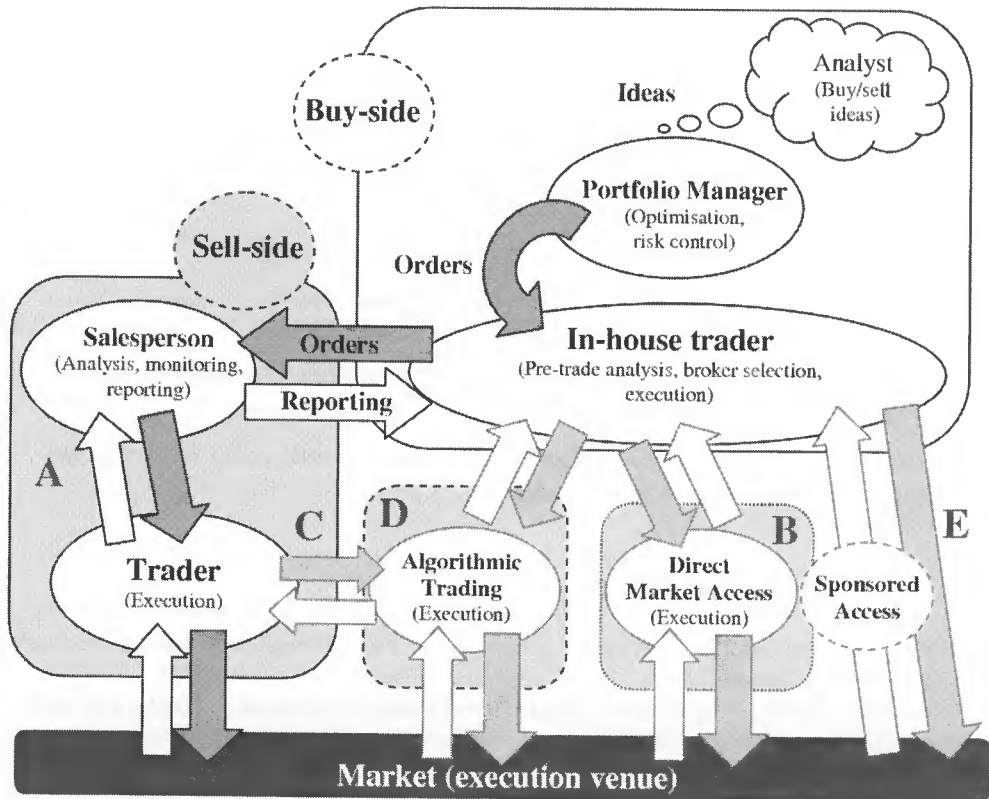 Analyst
(Buy/sell
ideas)
Ideas
Buy-side
Portfolio Manager
(Optimisation,
risk control)
Sell-side
Orders
Salesperson
(Analysis, monitoring,
reporting)
Orders
In-house trader
(Pre-trade analysis, broker selection,
execution)
Reporting
A
C
D
B
E
Trader
(Execution)
Algorithmic
Trading
(Execution)
Direct
Market Access
(Execution)
Sponsored
Access
Market (execution venue)